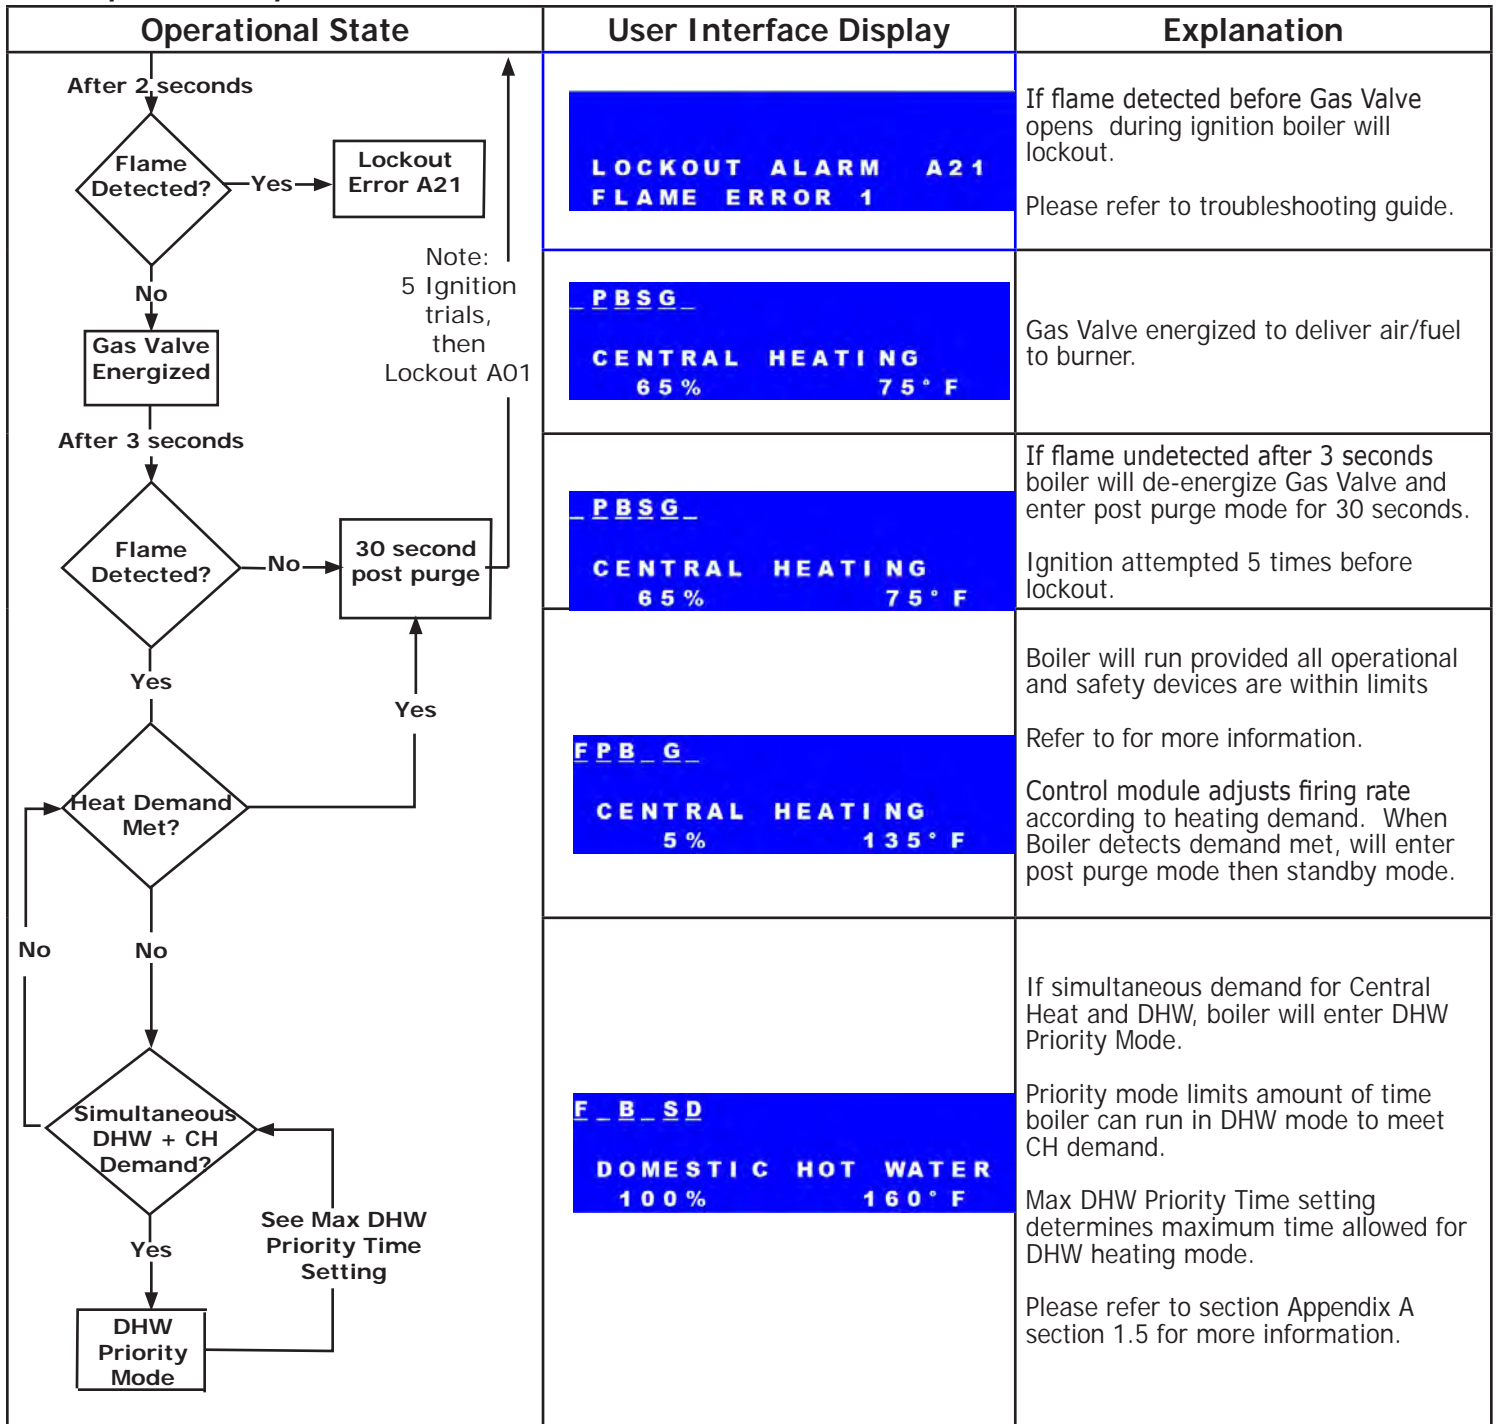 Operational State
User Interface Display
Explanation
After 2 seconds
Flame
Detected?
Yes
Lockout
Error A21
No
Note:
5 Ignition
trials,
then
Lockout A01
Gas Valve
Energized
After 3 seconds
Flame
Detected?
No
30 second
post purge
Yes
Yes
Heat Demand
Met?
No
No
Simultaneous
DHW + CH
Demand?
Yes
See Max DHW
Priority Time
Setting
DHW
Priority
Mode
LOCKOUT ALARM A21
FLAME ERROR 1
If flame detected before Gas Valve
opens during ignition boiler will
lockout.
Please refer to troubleshooting guide.
_PBSG_
CENTRAL HEATING
65% 75°F
Gas Valve energized to deliver air/fuel
to burner.
_PBSG_
CENTRAL HEATING
65% 75°F
If flame undetected after 3 seconds
boiler will de-energize Gas Valve and
enter post purge mode for 30 seconds.
Ignition attempted 5 times before
lockout.
FPB_G_
CENTRAL HEATING
5% 135°F
Boiler will run provided all operational
and safety devices are within limits
Refer to for more information.
Control module adjusts firing rate
according to heating demand. When
Boiler detects demand met, will enter
post purge mode then standby mode.
F_B_SD
DOMESTIC HOT WATER
100% 160°F
If simultaneous demand for Central
Heat and DHW, boiler will enter DHW
Priority Mode.
Priority mode limits amount of time
boiler can run in DHW mode to meet
CH demand.
Max DHW Priority Time setting
determines maximum time allowed for
DHW heating mode.
Please refer to section Appendix A
section 1.5 for more information.